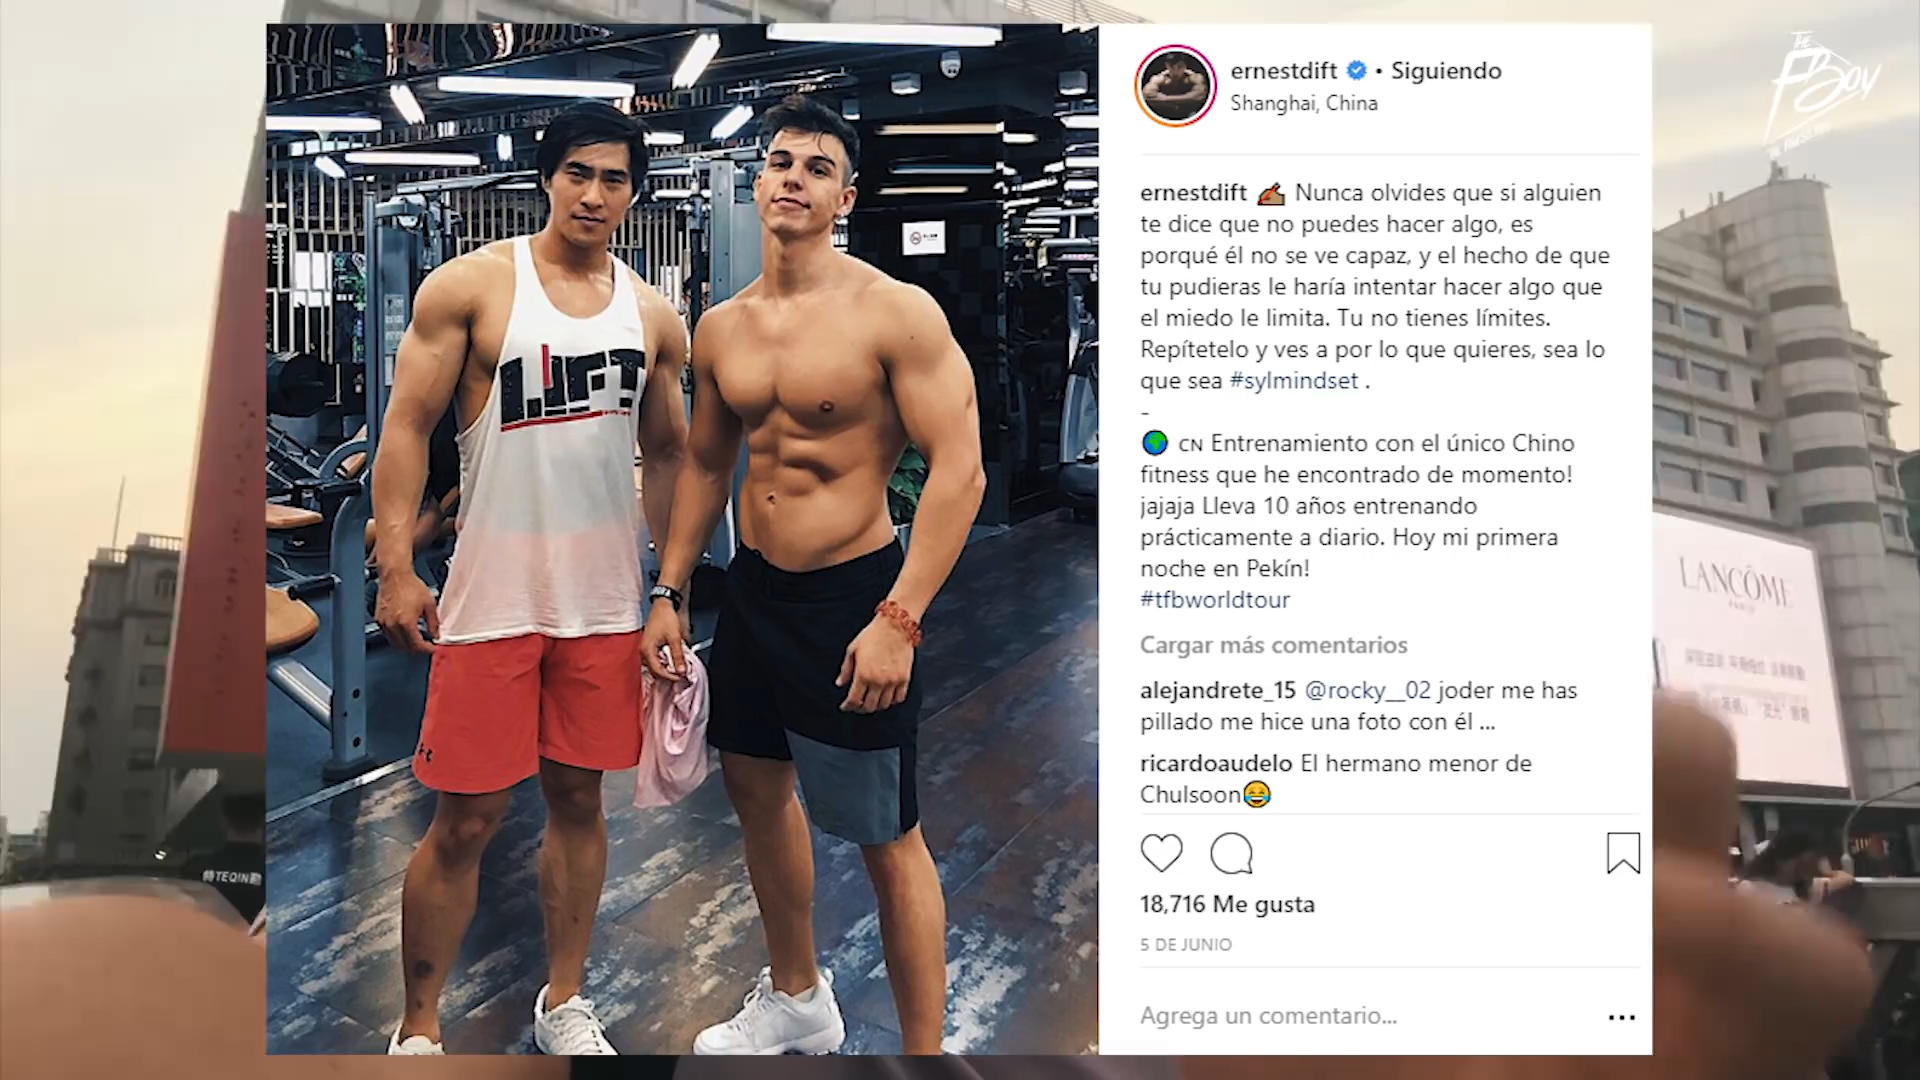 ernestdift • Siguiendo
Shanghai, China
ernestdift ✍🏽 Nunca olvides que si alguien
te dice que no puedes hacer algo, es
porqué él no se ve capaz, y el hecho de que
tu pudieras le haría intentar hacer algo que
el miedo le limita. Tu no tienes límites.
Repítetelo y ves a por lo que quieres, sea lo
que sea #sylmindset .
-
🌍 CN Entrenamiento con el único Chino
fitness que he encontrado de momento!
jajaja Lleva 10 años entrenando
prácticamente a diario. Hoy mi primera
noche en Pekín!
#tfbworldtour
Cargar más comentarios
alejandrete_15 @rocky__02 joder me has
pillado me hice una foto con él ...
ricardoaudelo El hermano menor de
Chulsoon😂
18,716 Me gusta
5 DE JUNIO
Agrega un comentario...
THE
F BOY
LIFT
LANCÔME
PARIS
TEQIN